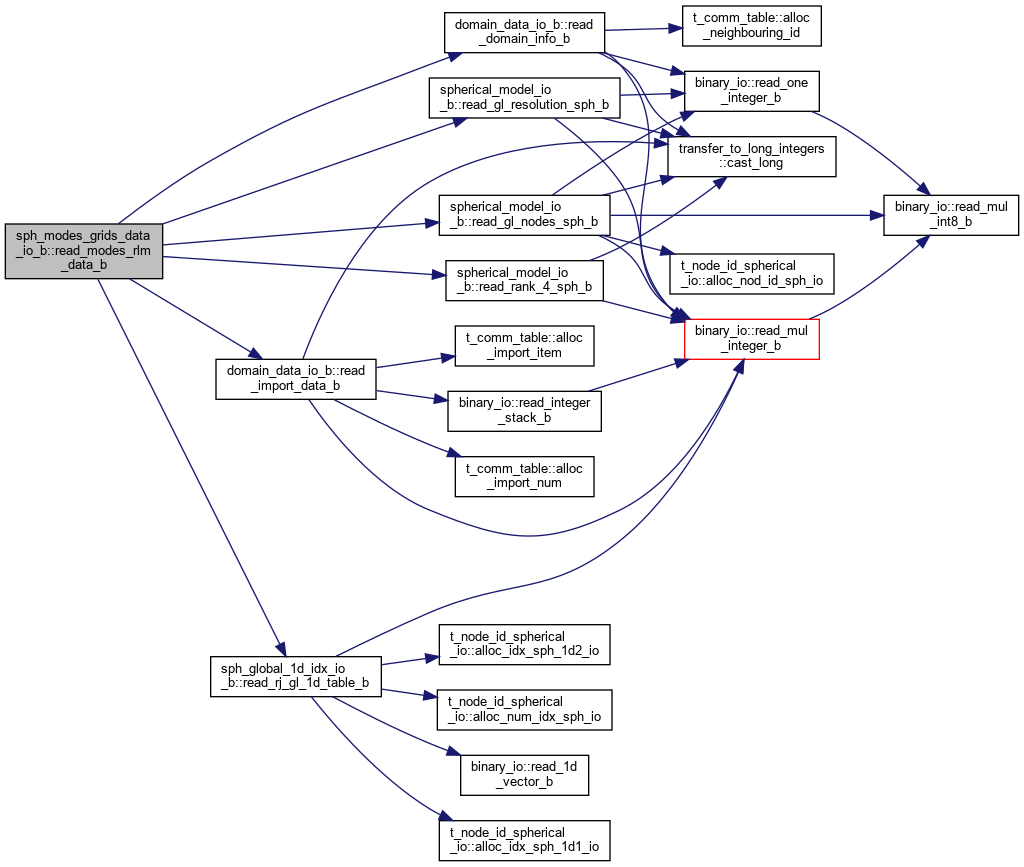 domain_data_io_b::read
_domain_info_b
t_comm_table::alloc
_neighbouring_id
spherical_model_io
_b::read_gl_resolution_sph_b
binary_io::read_one
_integer_b
transfer_to_long_integers
::cast_long
sph_modes_grids_data
_io_b::read_modes_rlm
_data_b
spherical_model_io
_b::read_gl_nodes_sph_b
binary_io::read_mul
_int8_b
spherical_model_io
_b::read_rank_4_sph_b
t_node_id_spherical
_io::alloc_nod_id_sph_io
binary_io::read_mul
_integer_b
domain_data_io_b::read
_import_data_b
t_comm_table::alloc
_import_item
binary_io::read_integer
_stack_b
t_comm_table::alloc
_import_num
sph_global_1d_idx_io
_b::read_rj_gl_1d_table_b
t_node_id_spherical
_io::alloc_idx_sph_1d2_io
t_node_id_spherical
_io::alloc_num_idx_sph_io
binary_io::read_1d
_vector_b
t_node_id_spherical
_io::alloc_idx_sph_1d1_io